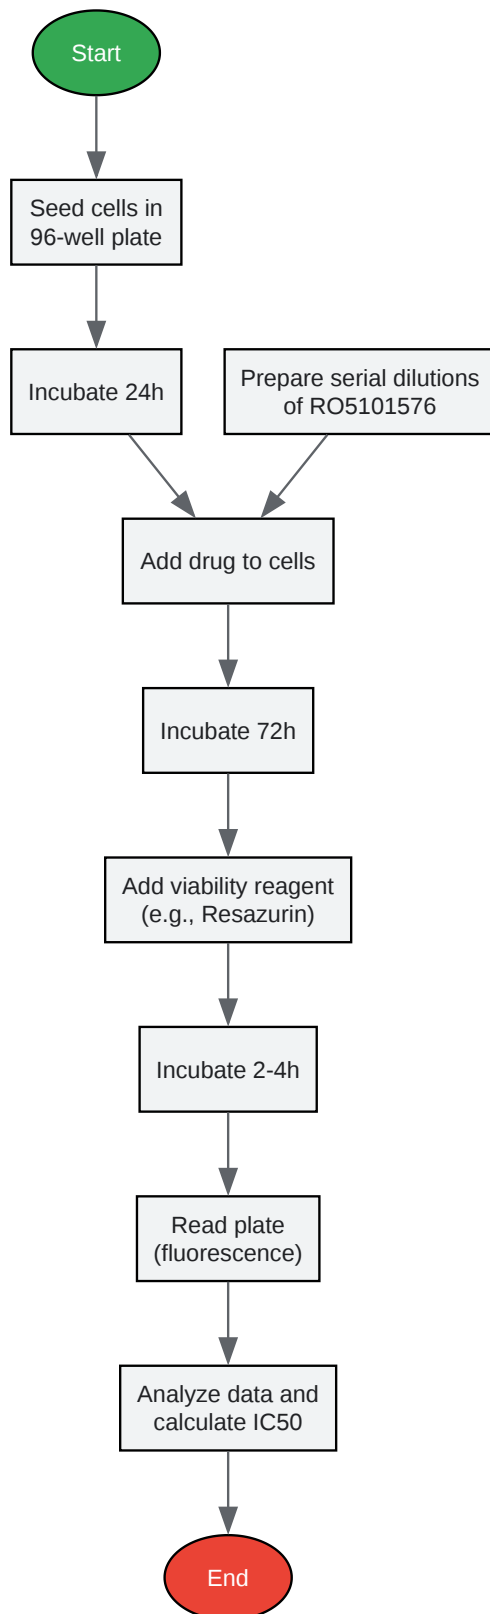 Start
Seed cells in
96-well plate
Incubate 24h
Prepare serial dilutions
of RO5101576
Add drug to cells
Incubate 72h
Add viability reagent
(e.g., Resazurin)
Incubate 2-4h
Read plate
(fluorescence)
Analyze data and
calculate IC50
End